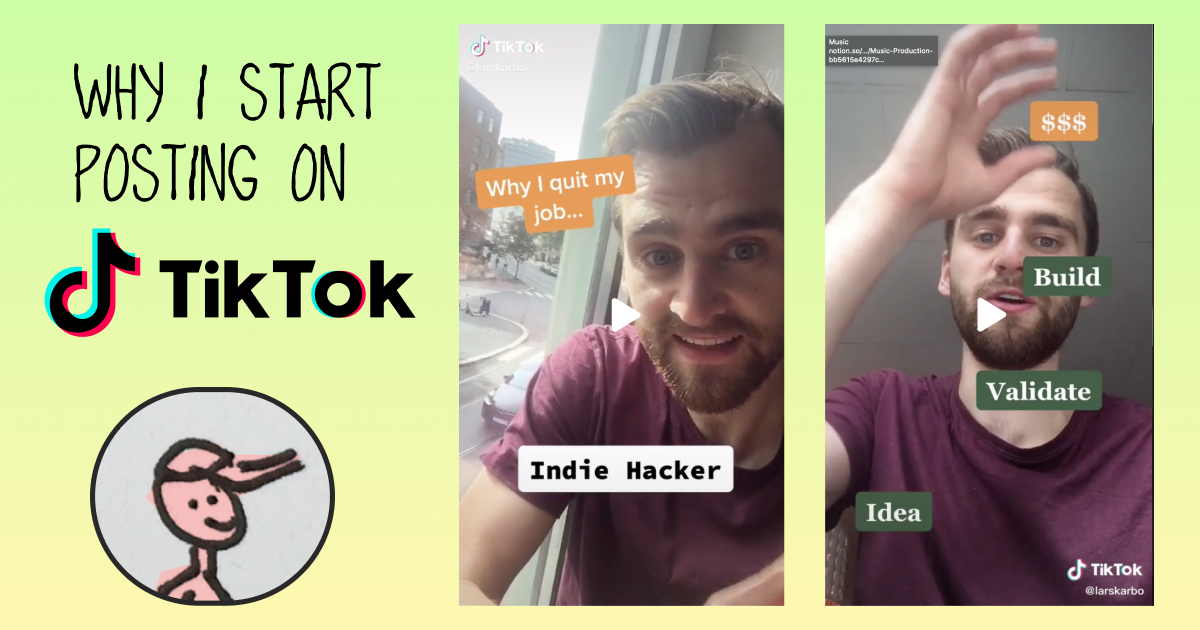 WHY I START
POSTING ON
TikTok
TikTok
@larskarbo
Why I quit my
job...
Indie Hacker
Music
notion.so/.../Music-Production-
bb5615e4297c...
$$$
Build
Validate
Idea
TikTok
@larskarbo